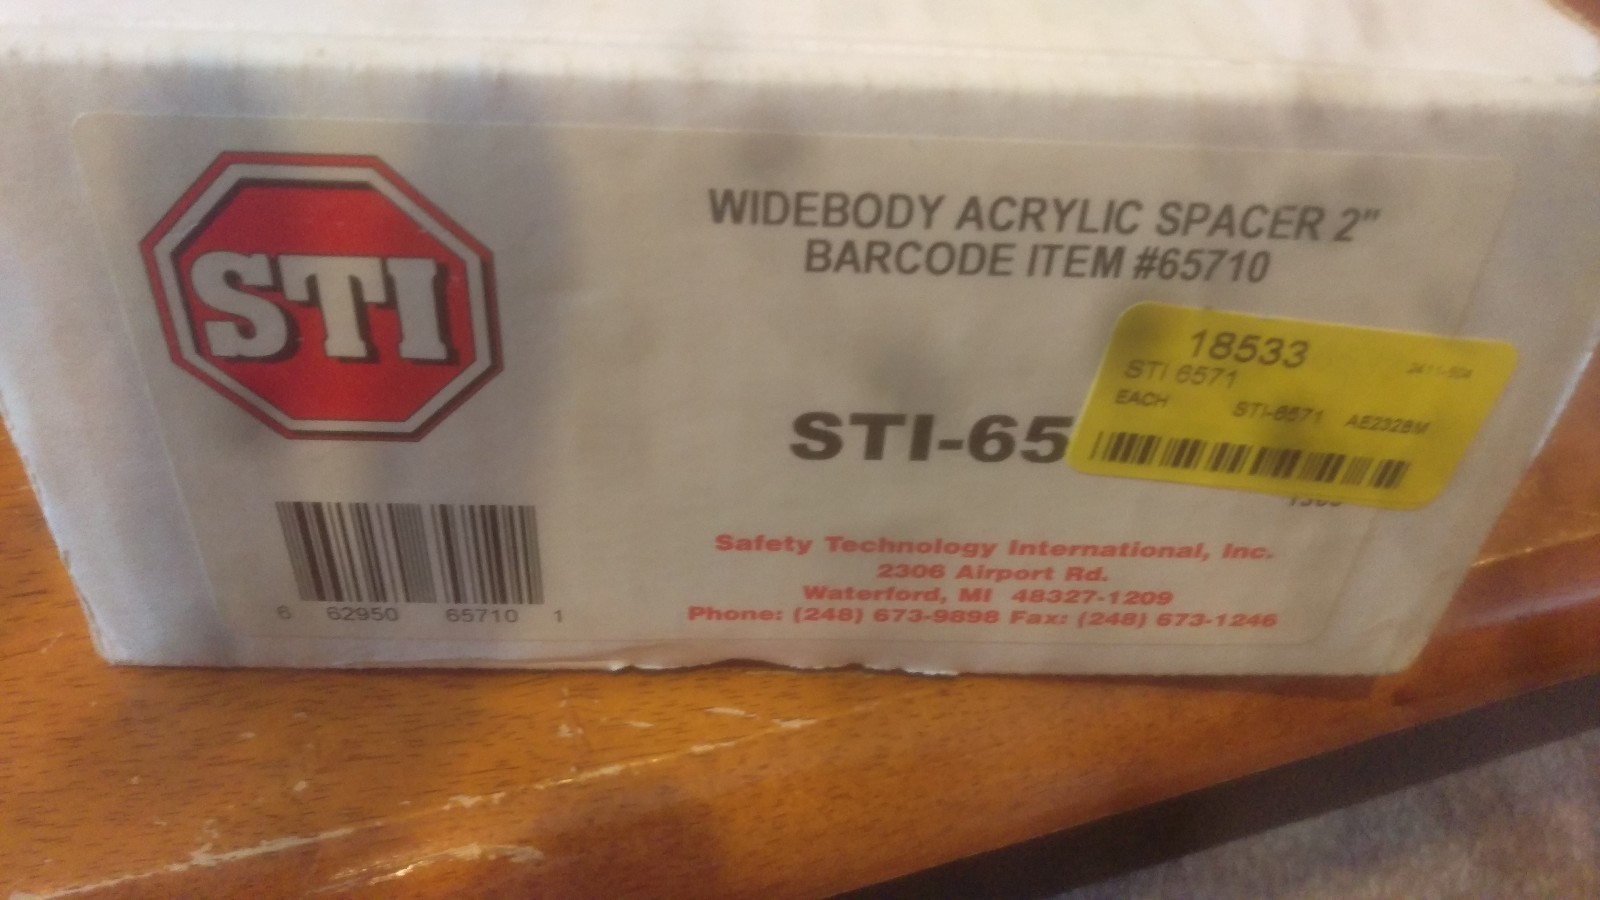 STI
WIDEBODY ACRYLIC SPACER 2"
BARCODE ITEM #65710
18533
STI 6571
EACH STI-6571 AE232BM
STI-65
6 62950 65710 1
Safety Technology International, Inc.
2306 Airport Rd.
Waterford, MI 48327-1209
Phone: (248) 673-9898 Fax: (248) 673-1246